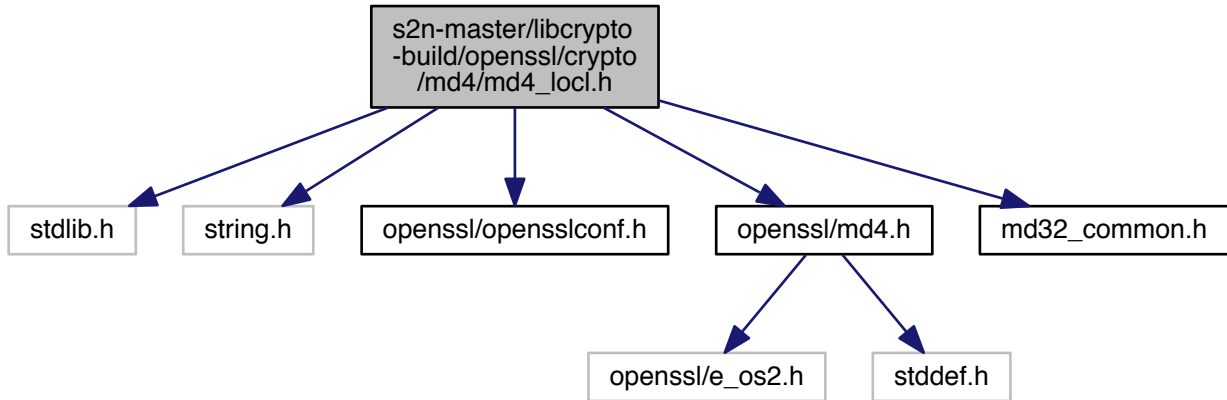 s2n-master/libcrypto
-build/openssl/crypto
/md4/md4_locl.h
stdlib.h
string.h
openssl/opensslconf.h
openssl/md4.h
md32_common.h
openssl/e_os2.h
stddef.h